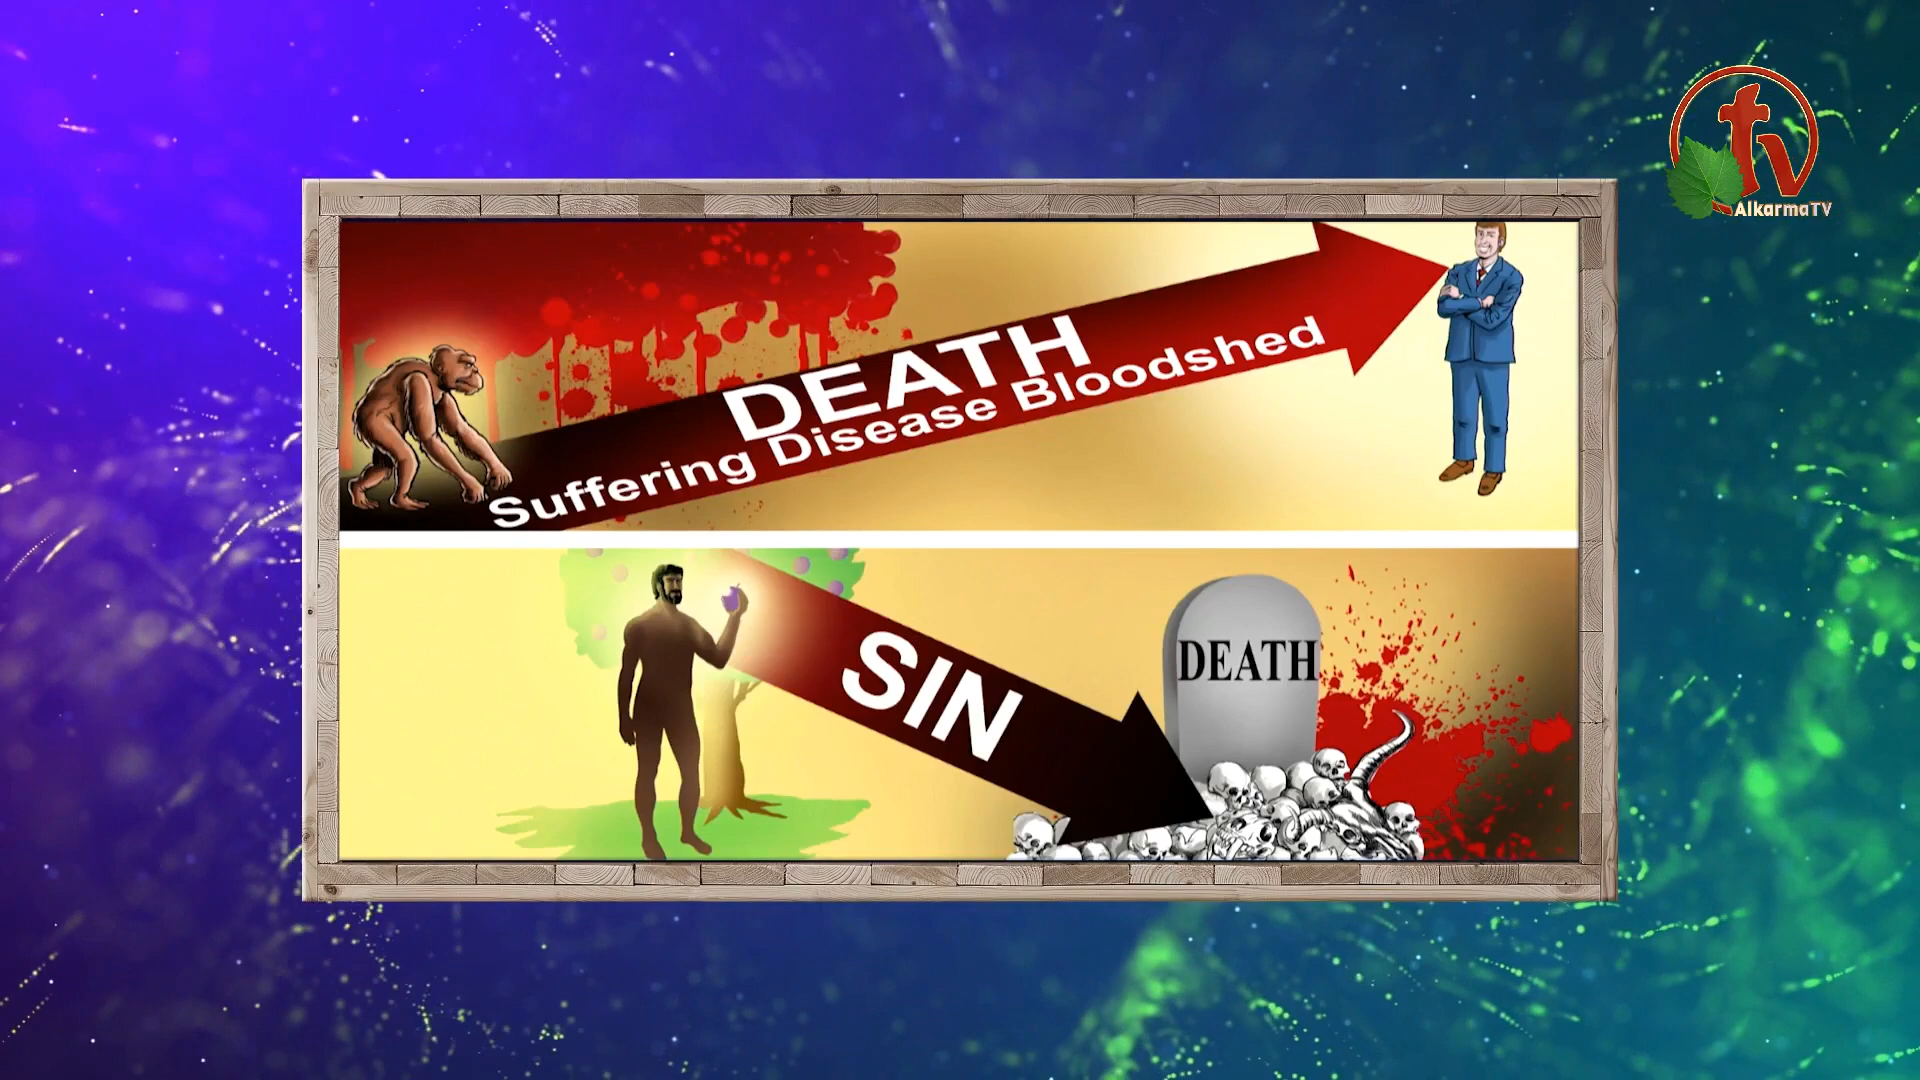 tv
AlkarmaTV
DEATH
Suffering Disease Bloodshed
SIN
DEATH